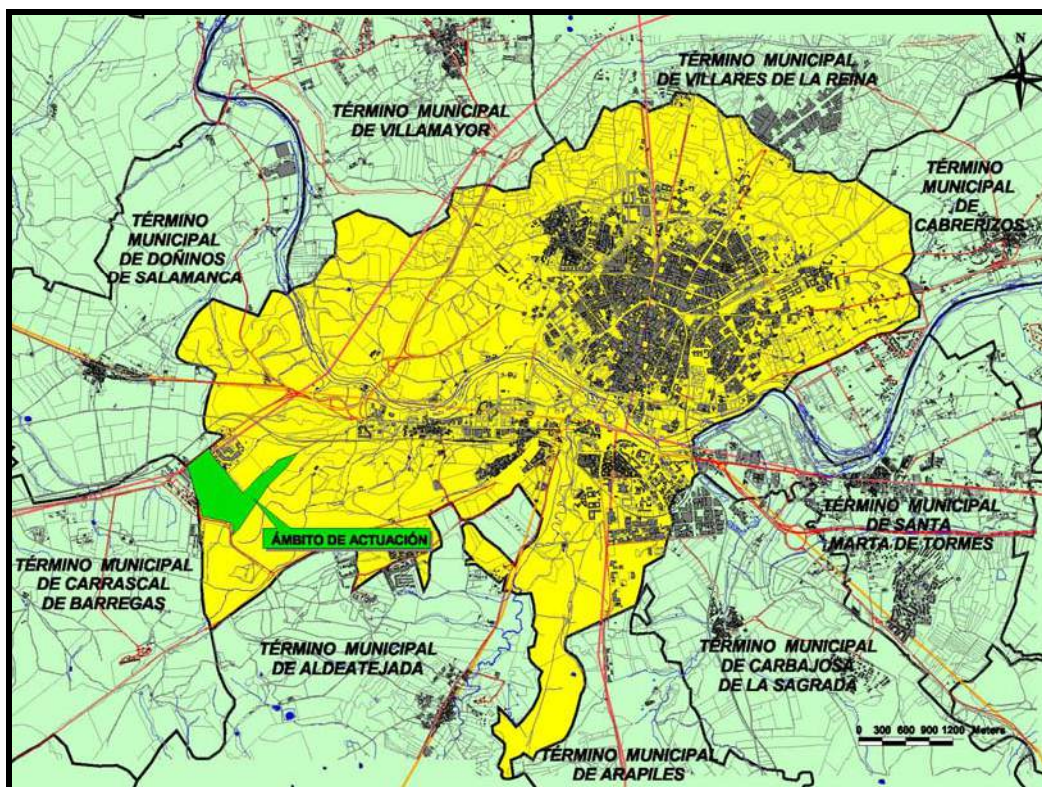 N
TÉRMINO MUNICIPAL
DE VILLARES DE LA REINA
TÉRMINO MUNICIPAL
DE VILLAMAYOR
TÉRMINO
MUNICIPAL
DE
CABRERIZOS
TÉRMINO
MUNICIPAL
DE DOÑINOS
DE SALAMANCA
TÉRMINO MUNICIPAL
DE SANTA
MARTA DE TORMES
ÁMBITO DE ACTUACIÓN
TÉRMINO MUNICIPAL
DE CARRASCAL
DE BARREGAS
TÉRMINO MUNICIPAL
DE ALDEATEJADA
TÉRMINO MUNICIPAL
DE CARBAJOSA
DE LA SAGRADA
0 300 600 900 1200 Meters
TÉRMINO MUNICIPAL
DE ARAPILES